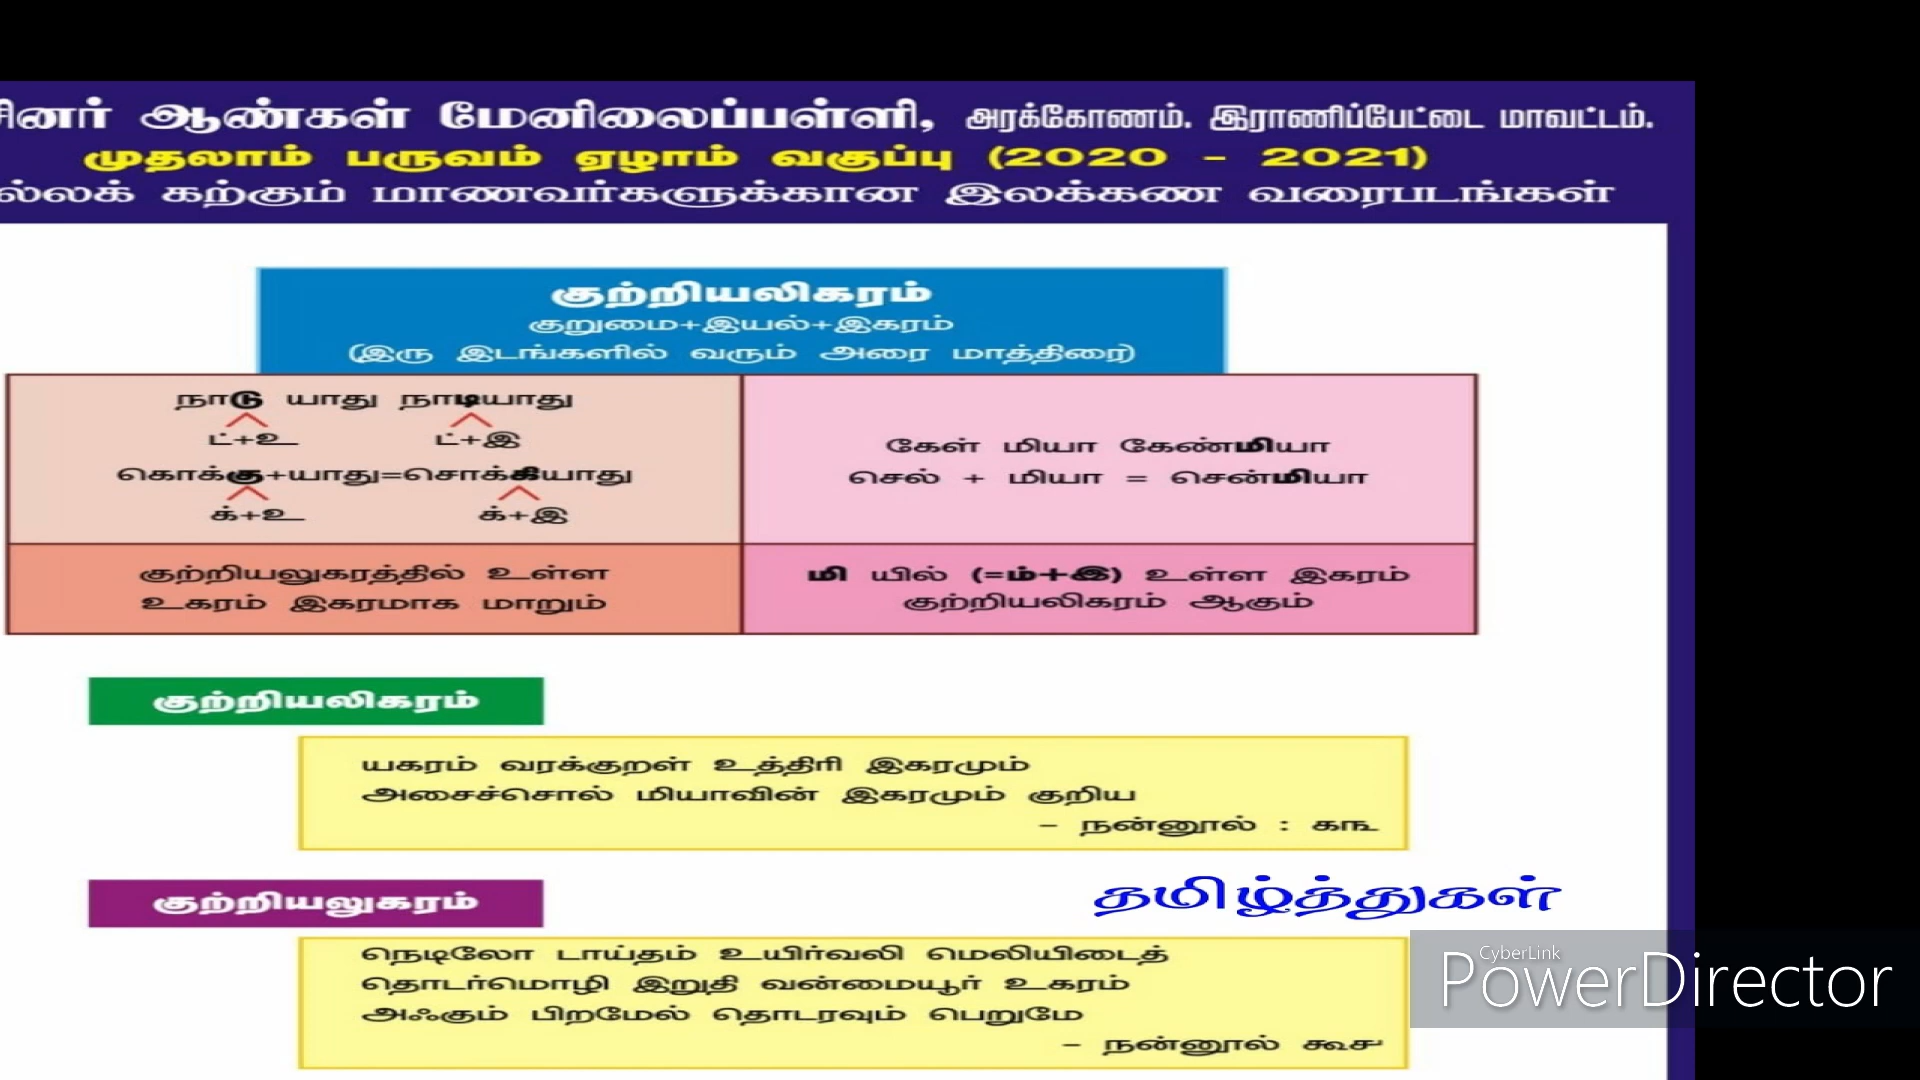 சினர் ஆண்கள் மேனிலைப்பள்ளி, அரக்கோணம். இராணிப்பேட்டை மாவட்டம்.
முதலாம் பருவம் ஏழாம் வகுப்பு (2020 - 2021)
ல்லக் கற்கும் மாணவர்களுக்கான இலக்கண வரைபடங்கள்
குற்றியலிகரம்
குறுமை+இயல்+இகரம்
(இரு இடங்களில் வரும் அரை மாத்திரை)
நாடு யாது நாடியாது
ட்+உ ட்+இ
கொக்கு+யாது=சொக்கியாது
க்+உ க்+இ
கேள் மியா கேண்மியா
செல் + மியா = சென்மியா
குற்றியலுகரத்தில் உள்ள
உகரம் இகரமாக மாறும்
மி யில் (=ம்+இ) உள்ள இகரம்
குற்றியலிகரம் ஆகும்
குற்றியலிகரம்
யகரம் வரக்குறள் உத்திரி இகரமும்
அசைச்சொல் மியாவின் இகரமும் குறிய
- நன்னூல் : ௧௩
குற்றியலுகரம்
தமிழ்த்துகள்
நெடிலோ டாய்தம் உயிர்வலி மெலியிடைத்
தொடர்மொழி இறுதி வன்மையூர் உகரம்
அஃகும் பிறமேல் தொடரவும் பெறுமே
- நன்னூல் ௯௪
CyberLink
PowerDirector